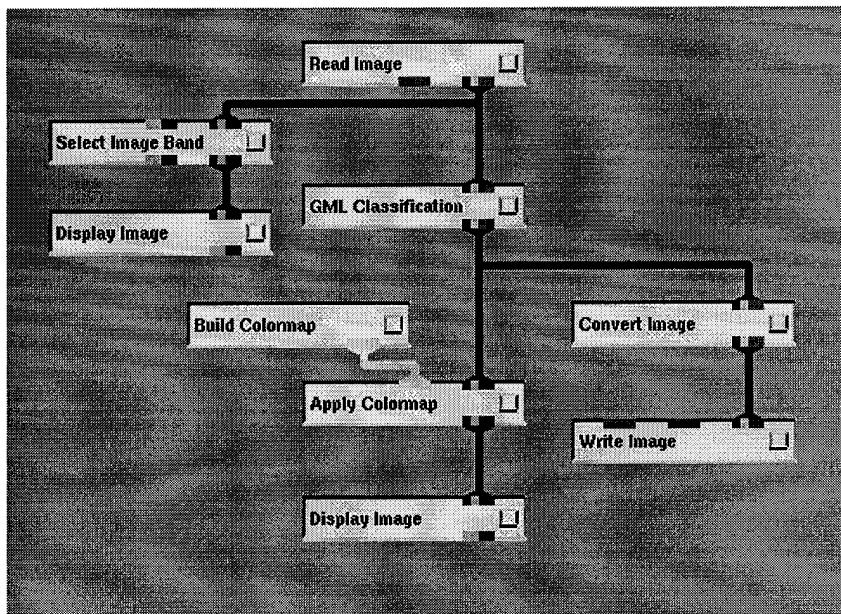 Read Image
Select Image Band
GML Classification
Display Image
Build Colormap
Convert Image
Apply Colormap
Write Image
Display Image